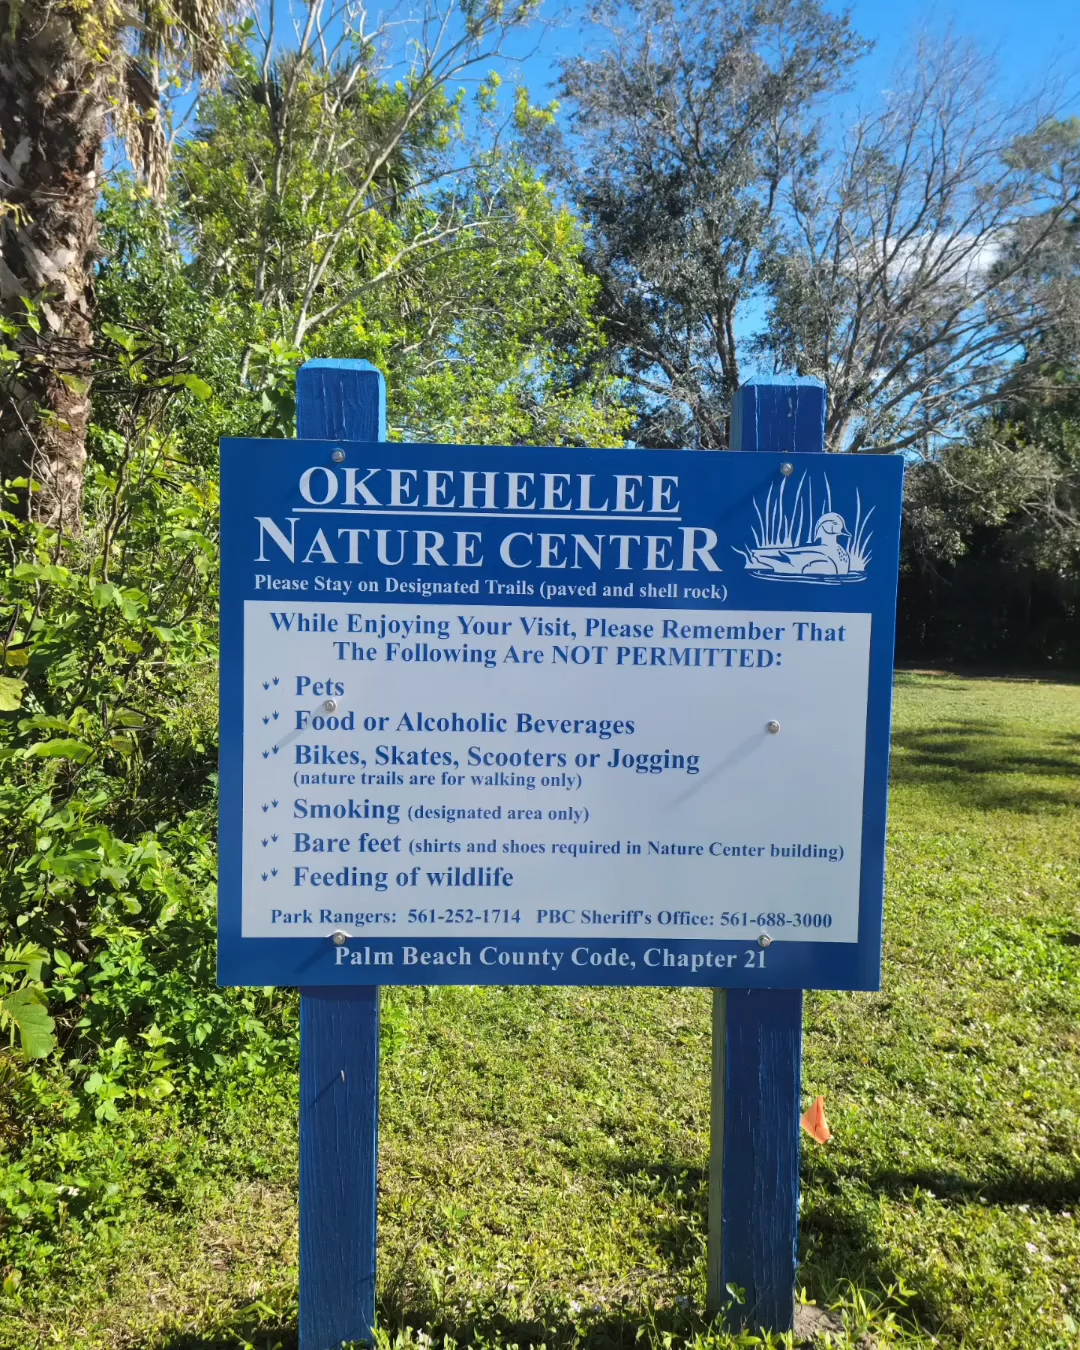 OKEEHEELEE
NATURE CENTER
Please Stay on Designated Trails (paved and shell rock)
While Enjoying Your Visit, Please Remember That
The Following Are NOT PERMITTED:
Pets
Food or Alcoholic Beverages
Bikes, Skates, Scooters or Jogging
(nature trails are for walking only)
Smoking (designated area only)
Bare feet (shirts and shoes required in Nature Center building)
Feeding of wildlife
Park Rangers: 561-252-1714 PBC Sheriff's Office: 561-688-3000
Palm Beach County Code, Chapter 21